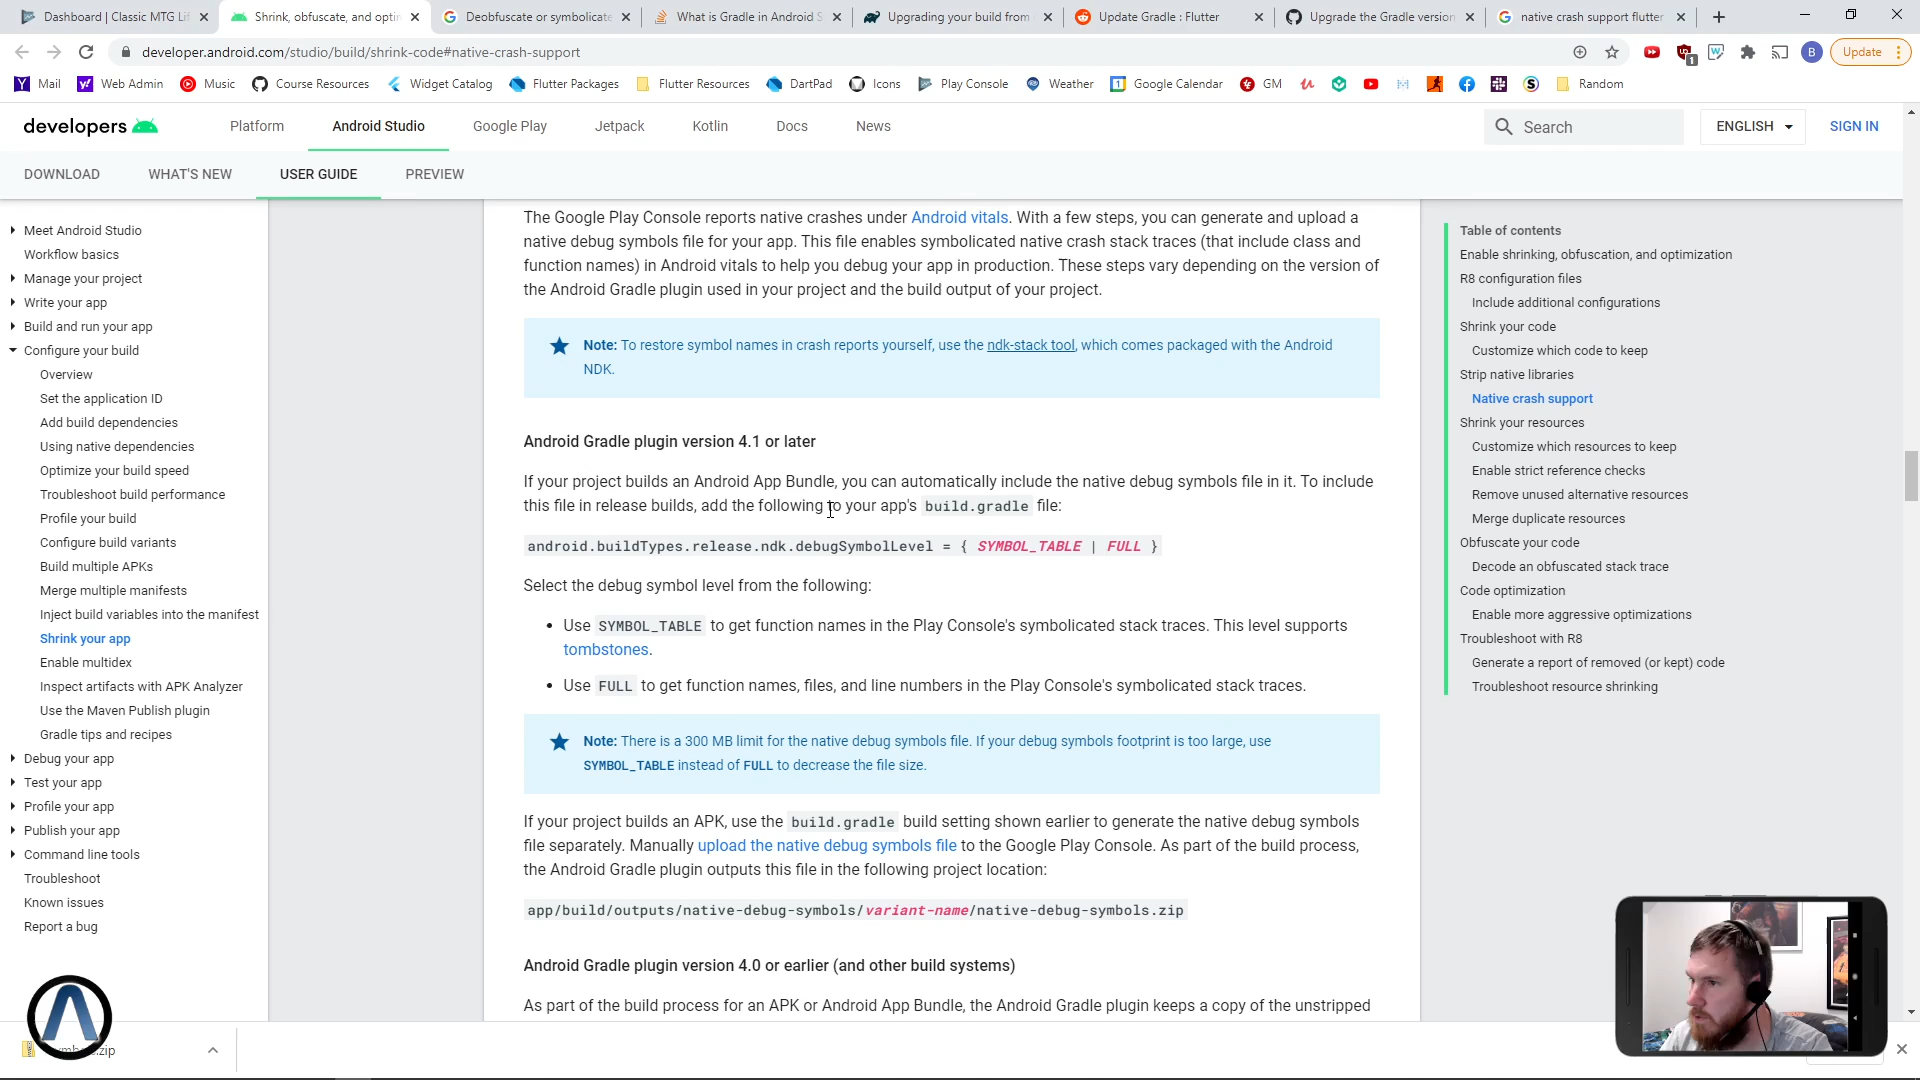 Dashboard | Classic MTG Lif
Shrink, obfuscate, and optim
Deobfuscate or symbolicate
What is Gradle in Android S
Upgrading your build from
Update Gradle : Flutter
Upgrade the Gradle version
native crash support flutter
developer.android.com/studio/build/shrink-code#native-crash-support
1
B
Update
Mail
Web Admin
Music
Course Resources
Widget Catalog
Flutter Packages
Flutter Resources
DartPad
Icons
Play Console
Weather
Google Calendar
GM
Random
developers
Platform
Android Studio
Google Play
Jetpack
Kotlin
Docs
News
Search
ENGLISH
SIGN IN
DOWNLOAD
WHAT'S NEW
USER GUIDE
PREVIEW
Meet Android Studio
Workflow basics
Manage your project
Write your app
Build and run your app
Configure your build
Overview
Set the application ID
Add build dependencies
Using native dependencies
Optimize your build speed
Troubleshoot build performance
Profile your build
Configure build variants
Build multiple APKs
Merge multiple manifests
Inject build variables into the manifest
Shrink your app
Enable multidex
Inspect artifacts with APK Analyzer
Use the Maven Publish plugin
Gradle tips and recipes
Debug your app
Test your app
Profile your app
Publish your app
Command line tools
Troubleshoot
Known issues
Report a bug
The Google Play Console reports native crashes under Android vitals. With a few steps, you can generate and upload a
native debug symbols file for your app. This file enables symbolicated native crash stack traces (that include class and
function names) in Android vitals to help you debug your app in production. These steps vary depending on the version of
the Android Gradle plugin used in your project and the build output of your project.
Note: To restore symbol names in crash reports yourself, use the ndk-stack tool, which comes packaged with the Android
NDK.
Android Gradle plugin version 4.1 or later
If your project builds an Android App Bundle, you can automatically include the native debug symbols file in it. To include
this file in release builds, add the following to your app's build.gradle file:
android.buildTypes.release.ndk.debugSymbolLevel = { SYMBOL_TABLE | FULL }
Select the debug symbol level from the following:
• Use SYMBOL_TABLE to get function names in the Play Console's symbolicated stack traces. This level supports
tombstones.
• Use FULL to get function names, files, and line numbers in the Play Console's symbolicated stack traces.
Note: There is a 300 MB limit for the native debug symbols file. If your debug symbols footprint is too large, use
SYMBOL_TABLE instead of FULL to decrease the file size.
If your project builds an APK, use the build.gradle build setting shown earlier to generate the native debug symbols
file separately. Manually upload the native debug symbols file to the Google Play Console. As part of the build process,
the Android Gradle plugin outputs this file in the following project location:
app/build/outputs/native-debug-symbols/variant-name/native-debug-symbols.zip
Android Gradle plugin version 4.0 or earlier (and other build systems)
As part of the build process for an APK or Android App Bundle, the Android Gradle plugin keeps a copy of the unstripped
Table of contents
Enable shrinking, obfuscation, and optimization
R8 configuration files
Include additional configurations
Shrink your code
Customize which code to keep
Strip native libraries
Native crash support
Shrink your resources
Customize which resources to keep
Enable strict reference checks
Remove unused alternative resources
Merge duplicate resources
Obfuscate your code
Decode an obfuscated stack trace
Code optimization
Enable more aggressive optimizations
Troubleshoot with R8
Generate a report of removed (or kept) code
Troubleshoot resource shrinking